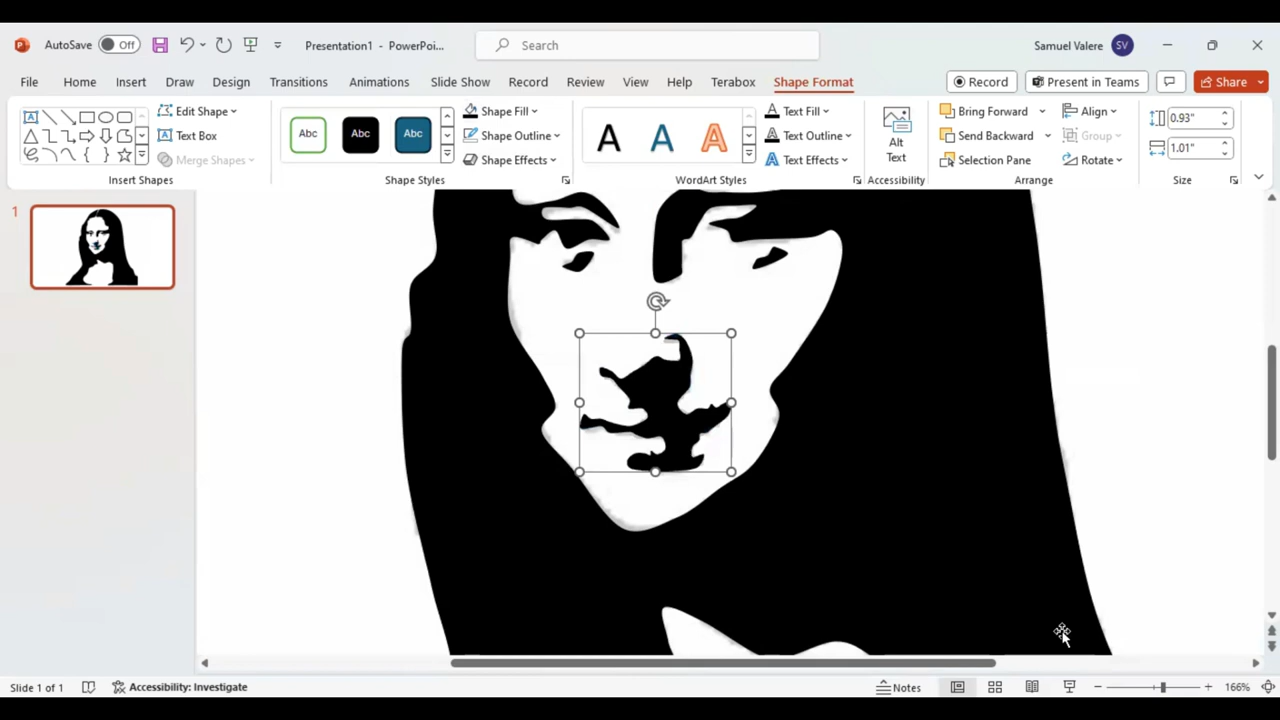 AutoSave Off Presentation1 - PowerPoi... Search Samuel Valere SV
File Home Insert Draw Design Transitions Animations Slide Show Record Review View Help Terabox Shape Format Record Present in Teams Share
Edit Shape
Text Box
Merge Shapes
Insert Shapes
Abc Abc Abc
Shape Fill
Shape Outline
Shape Effects
Shape Styles
A A A
Text Fill
Text Outline
Text Effects
WordArt Styles
Alt
Text
Accessibility
Bring Forward
Send Backward
Selection Pane
Align
Group
Rotate
Arrange
0.93"
1.01"
Size
1
Slide 1 of 1 Accessibility: Investigate Notes 166%